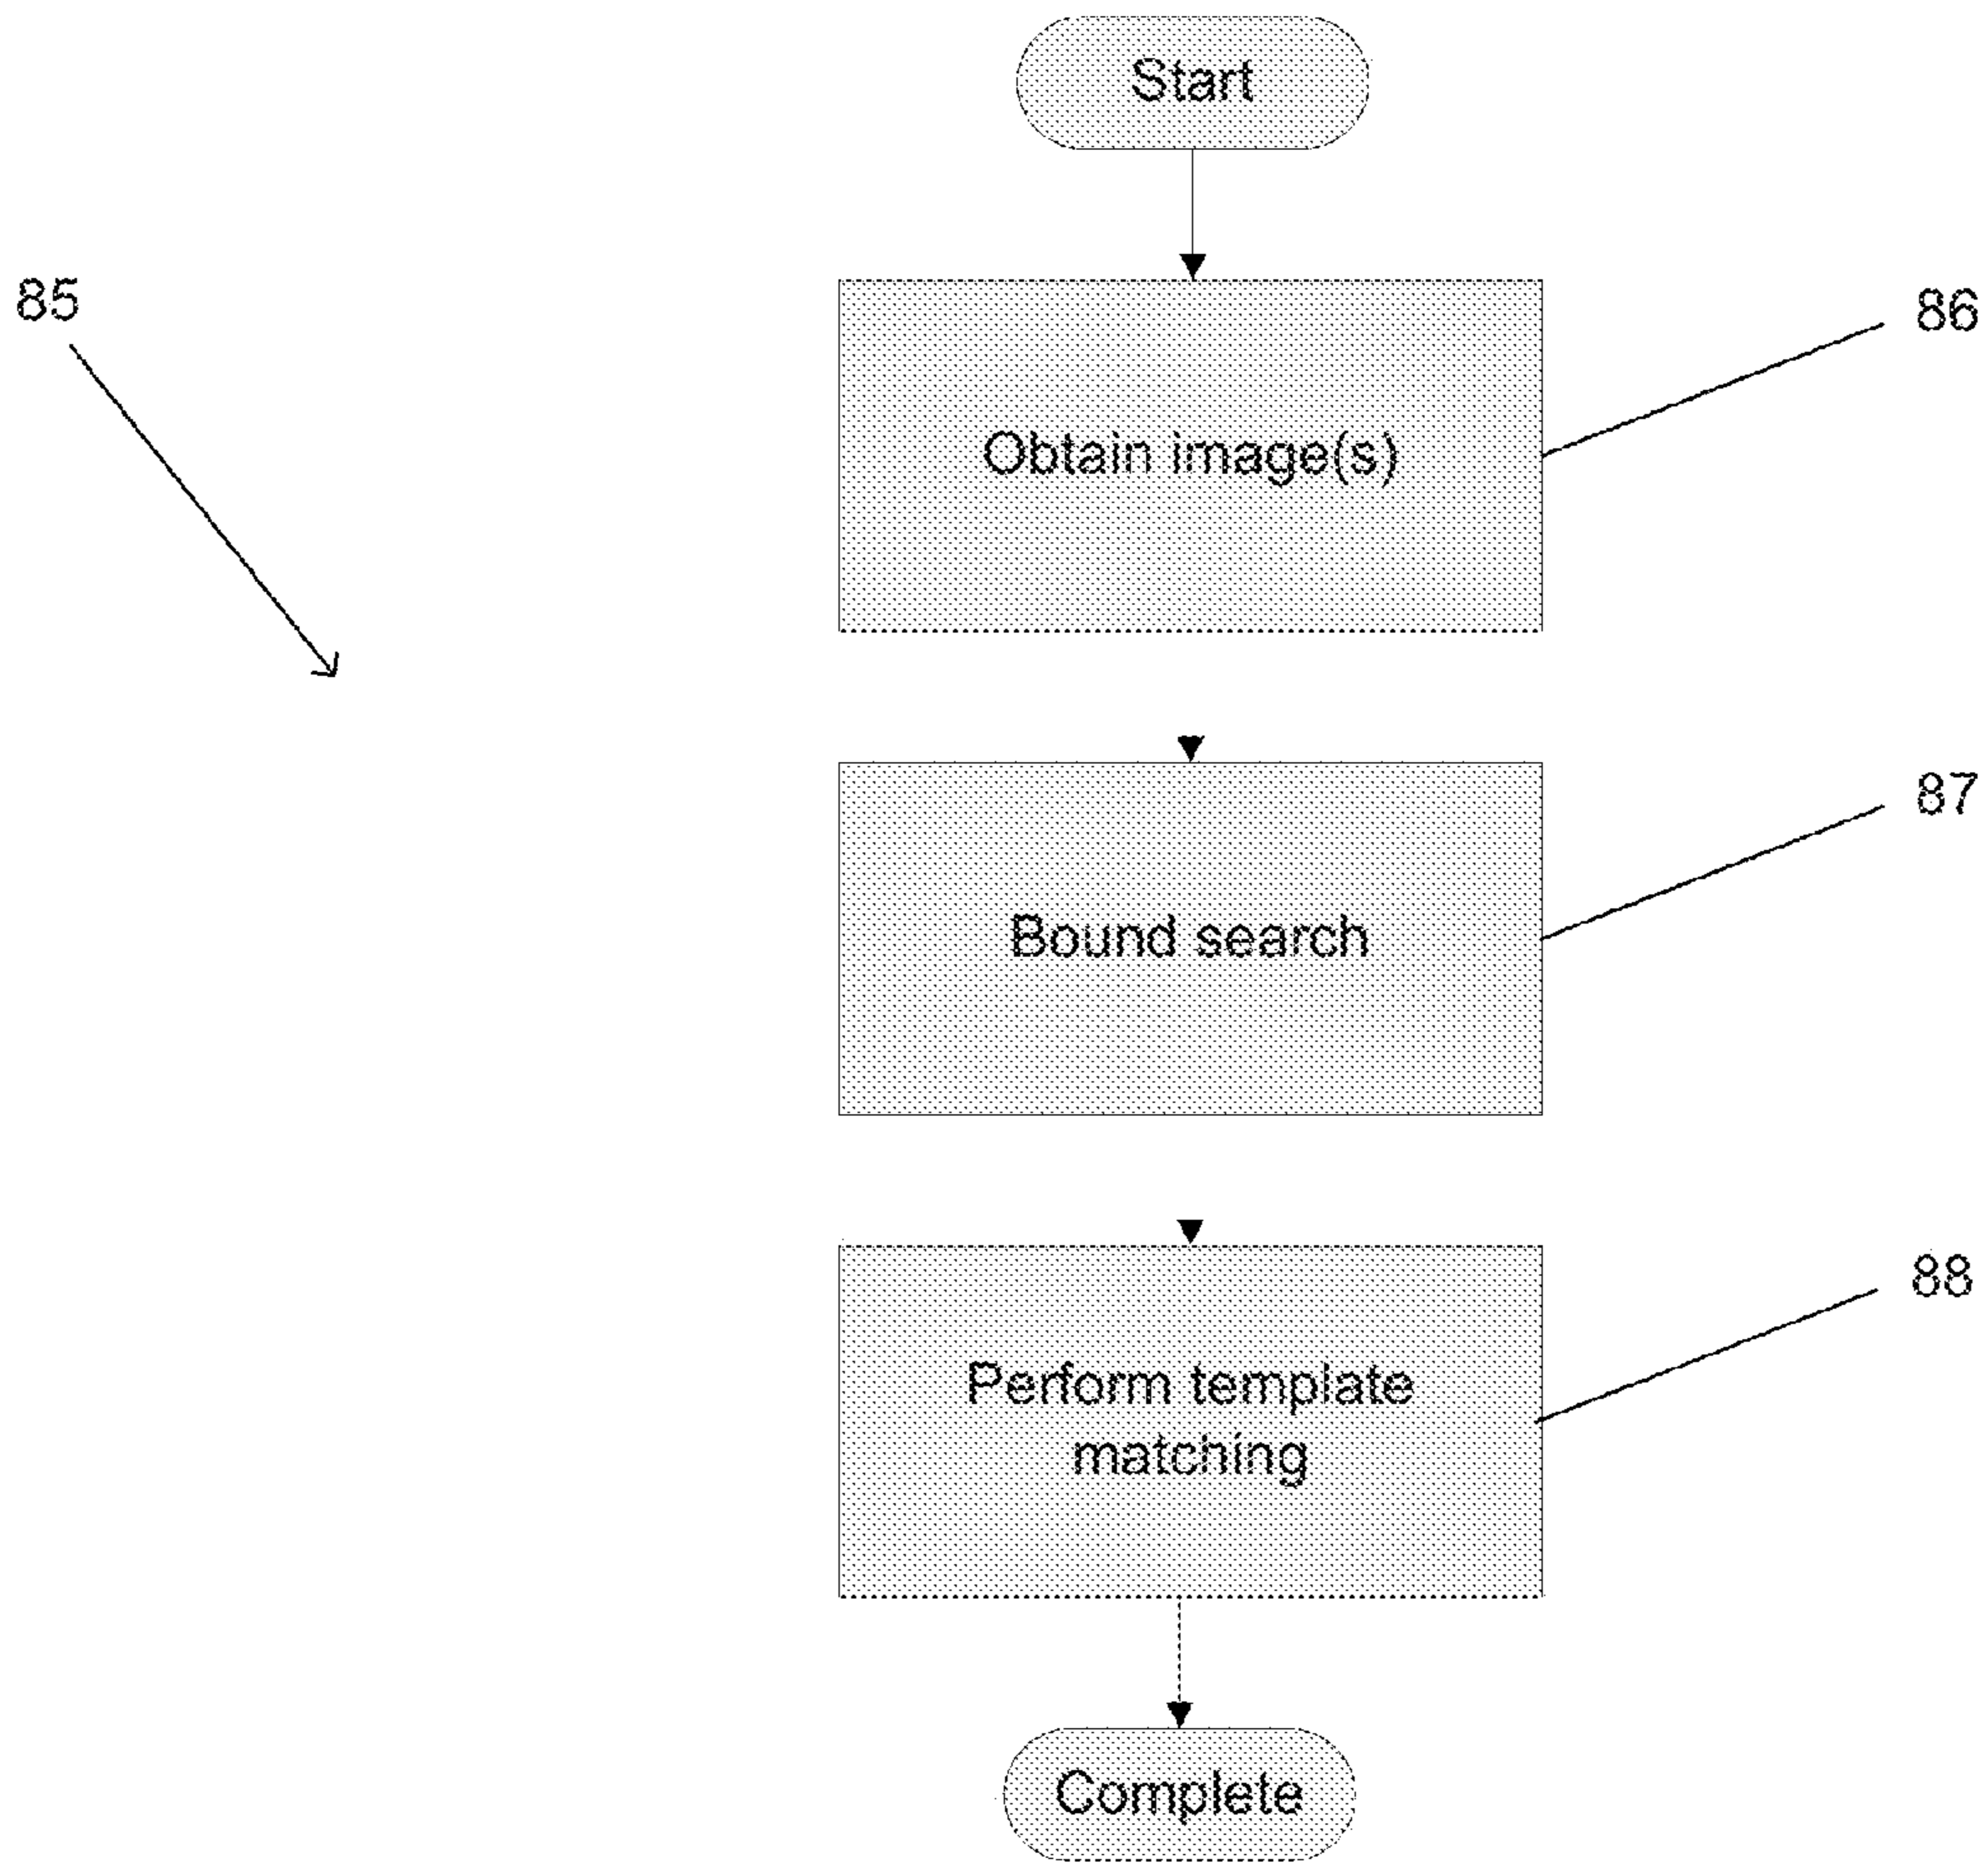 Start
85
86
Obtain image(s)
87
Bound search
88
Perform template
matching
Complete